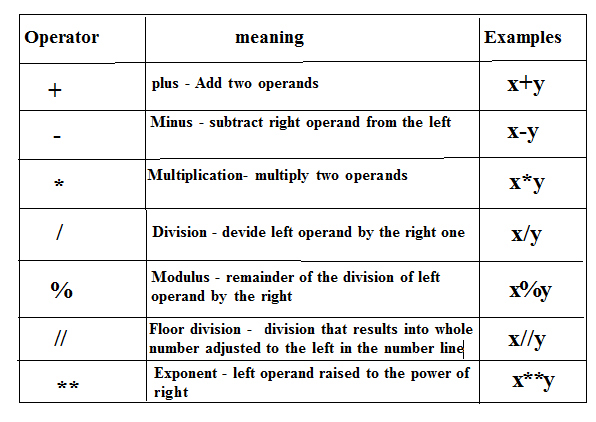 Operator meaning Examples
+ plus - Add two operands x+y
- Minus - subtract right operand from the left x-y
* Multiplication- multiply two operands x*y
/ Division - devide left operand by the right one x/y
% Modulus - remainder of the division of left x%y
operand by the right
// Floor division - division that results into whole x//y
number adjusted to the left in the number line
** Exponent - left operand raised to the power of x**y
right